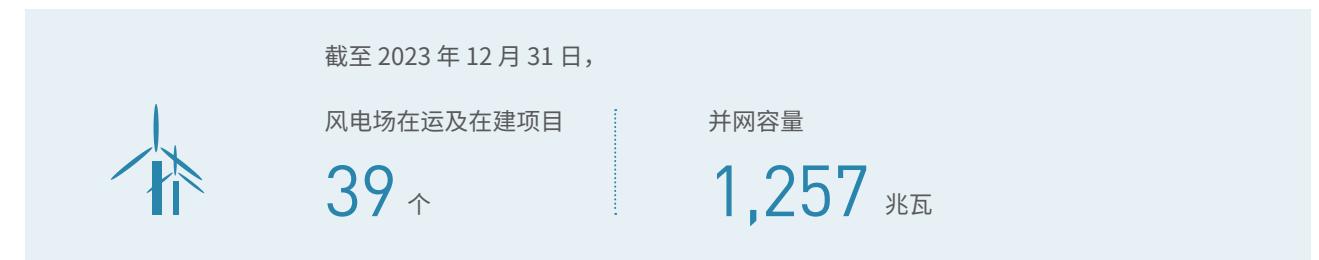 截至 2023 年 12 月 31 日，
风电场在运及在建项目
39 个
并网容量
1,257 兆瓦